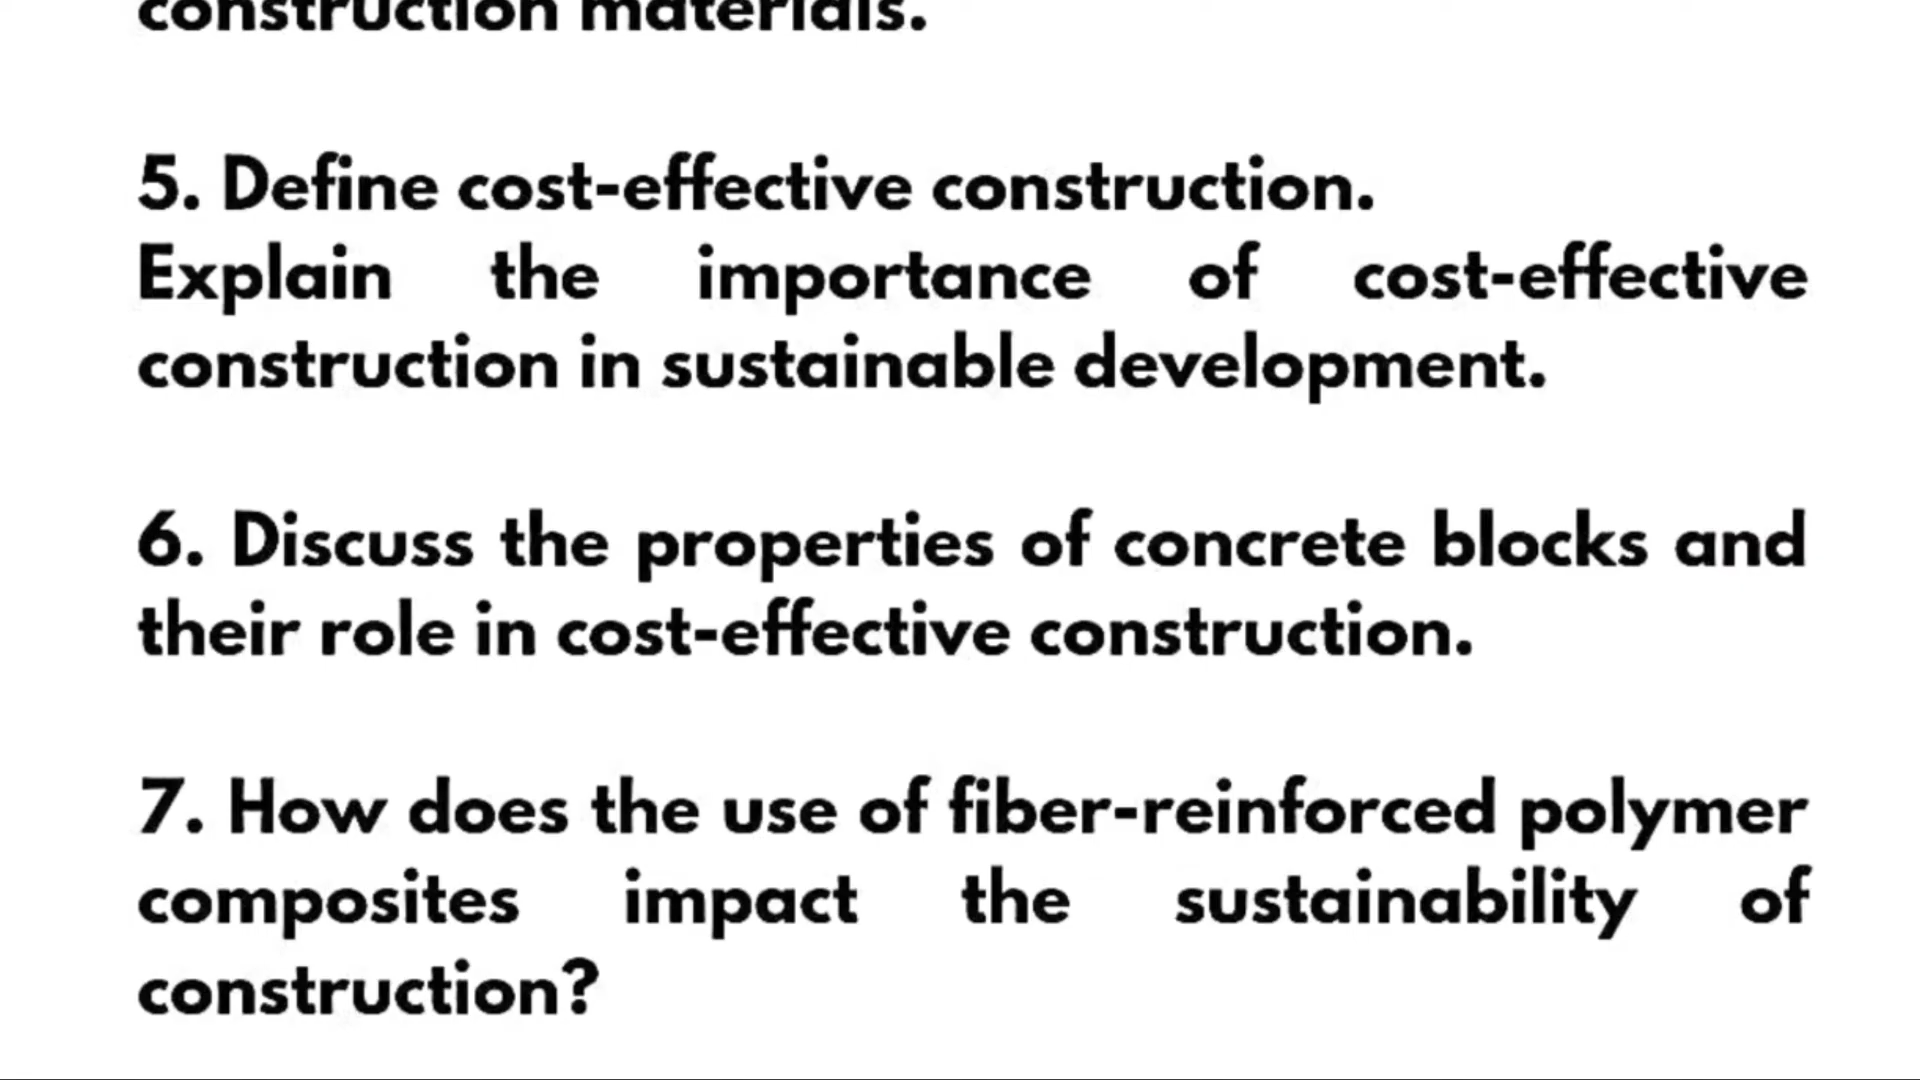 construction materials.
5. Define cost-effective construction.
Explain the importance of cost-effective
construction in sustainable development.
6. Discuss the properties of concrete blocks and
their role in cost-effective construction.
7. How does the use of fiber-reinforced polymer
composites impact the sustainability of
construction?